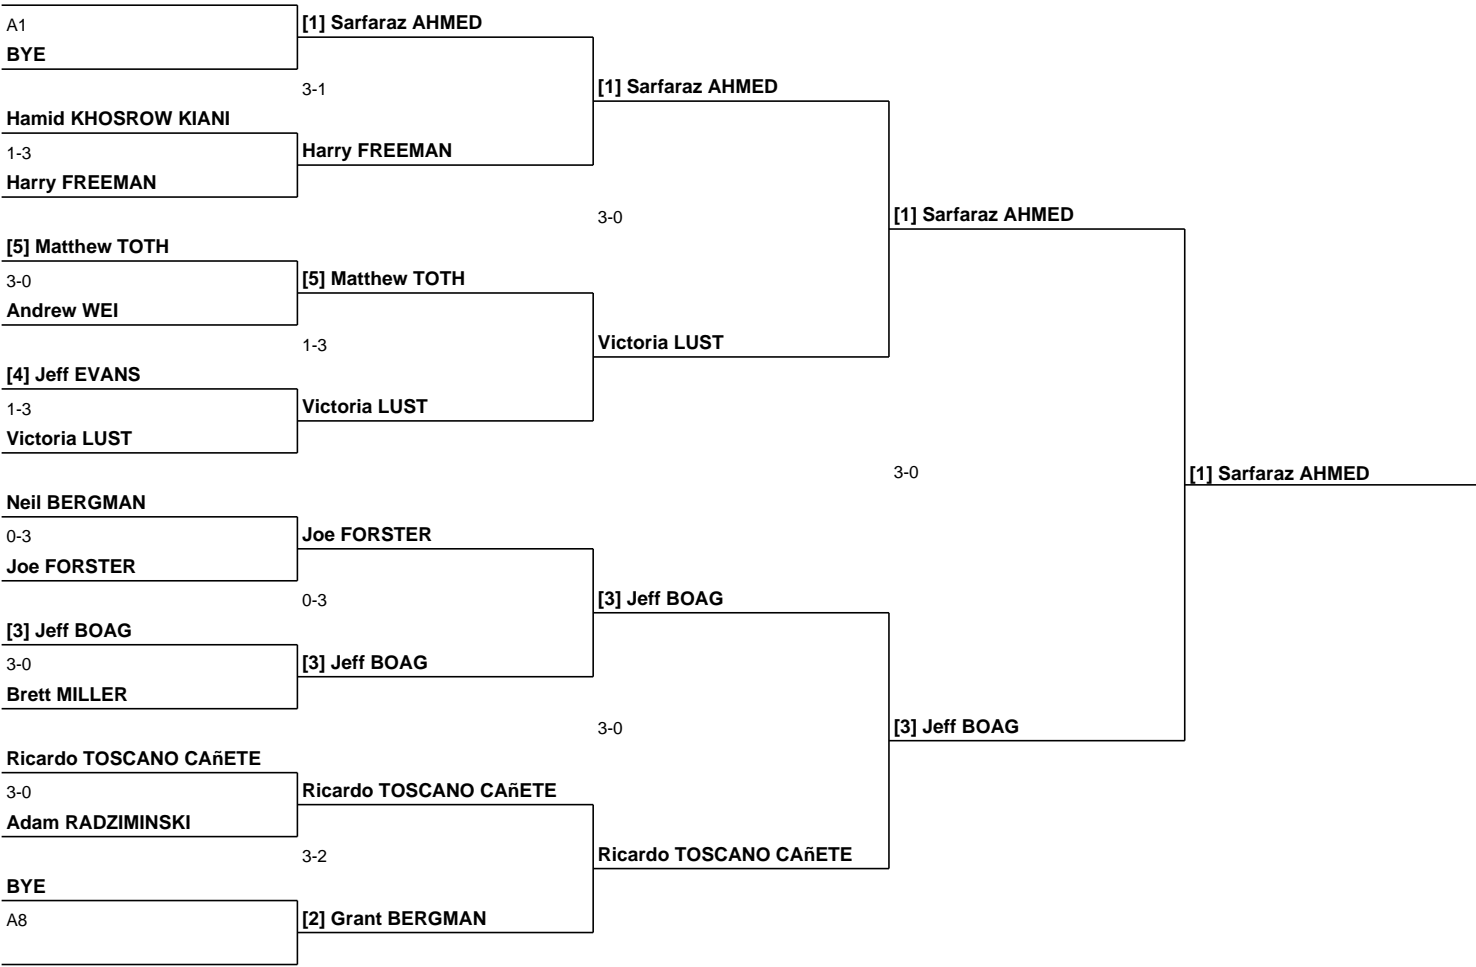 A1
BYE
[1] Sarfaraz AHMED
3-1
Hamid KHOSROW KIANI
1-3
Harry FREEMAN
Harry FREEMAN
[1] Sarfaraz AHMED
3-0
[5] Matthew TOTH
3-0
Andrew WEI
[5] Matthew TOTH
1-3
[4] Jeff EVANS
1-3
Victoria LUST
Victoria LUST
Victoria LUST
[1] Sarfaraz AHMED
3-0
Neil BERGMAN
0-3
Joe FORSTER
Joe FORSTER
0-3
[3] Jeff BOAG
3-0
Brett MILLER
[3] Jeff BOAG
[3] Jeff BOAG
3-0
Ricardo TOSCANO CAñETE
3-0
Adam RADZIMINSKI
Ricardo TOSCANO CAñETE
3-2
BYE
A8
[2] Grant BERGMAN
Ricardo TOSCANO CAñETE
[3] Jeff BOAG
[1] Sarfaraz AHMED